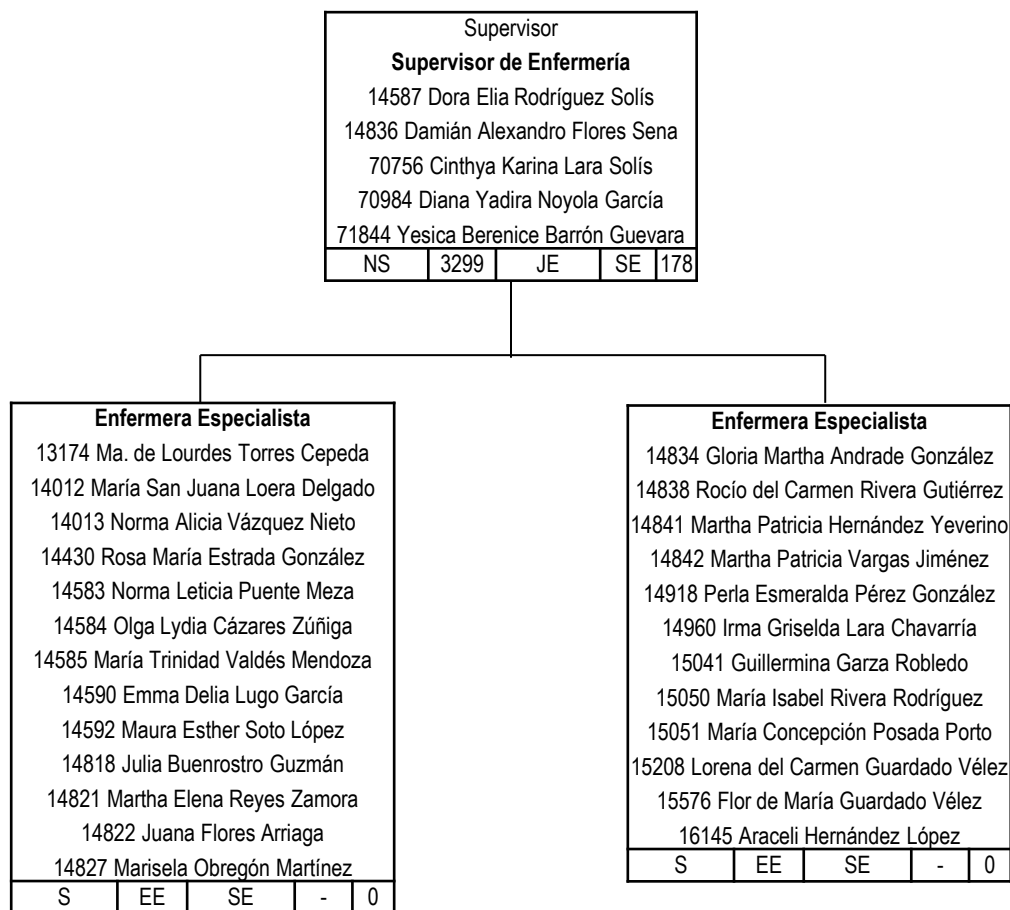 Supervisor
Supervisor de Enfermería
14587 Dora Elia Rodríguez Solís
14836 Damián Alexandro Flores Sena
70756 Cinthya Karina Lara Solís
70984 Diana Yadira Noyola García
71844 Yesica Berenice Barrón Guevara
NS 3299 JE SE 178
Enfermera Especialista
13174 Ma. de Lourdes Torres Cepeda
14012 María San Juana Loera Delgado
14013 Norma Alicia Vázquez Nieto
14430 Rosa María Estrada González
14583 Norma Leticia Puente Meza
14584 Olga Lydia Cázares Zúñiga
14585 María Trinidad Valdés Mendoza
14590 Emma Delia Lugo García
14592 Maura Esther Soto López
14818 Julia Buenrostro Guzmán
14821 Martha Elena Reyes Zamora
14822 Juana Flores Arriaga
14827 Marisela Obregón Martínez
S EE SE - 0
Enfermera Especialista
14834 Gloria Martha Andrade González
14838 Rocío del Carmen Rivera Gutiérrez
14841 Martha Patricia Hernández Yeverino
14842 Martha Patricia Vargas Jiménez
14918 Perla Esmeralda Pérez González
14960 Irma Griselda Lara Chavarría
15041 Guillermina Garza Robledo
15050 María Isabel Rivera Rodríguez
15051 María Concepción Posada Porto
15208 Lorena del Carmen Guardado Vélez
15576 Flor de María Guardado Vélez
16145 Araceli Hernández López
S EE SE - 0